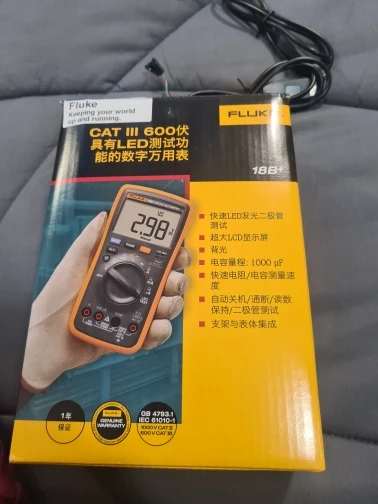 Fluke
Keeping your world
up and running.
FLUKE
CAT III 600伏
具有LED测试功
能的数字万用表
18B+
快速LED发光二极管
测试
超大LCD显示屏
背光
电容量程: 1000 μF
快速电阻/电容测量速
度
自动关机/通断/读数
保持/二极管测试
支架与表体集成
FLUKE
2.98
1年
保证
FLUKE
GENUINE
WARRANTY
GB 4793.1
IEC 61010-1
1000V CAT II
600V CAT III